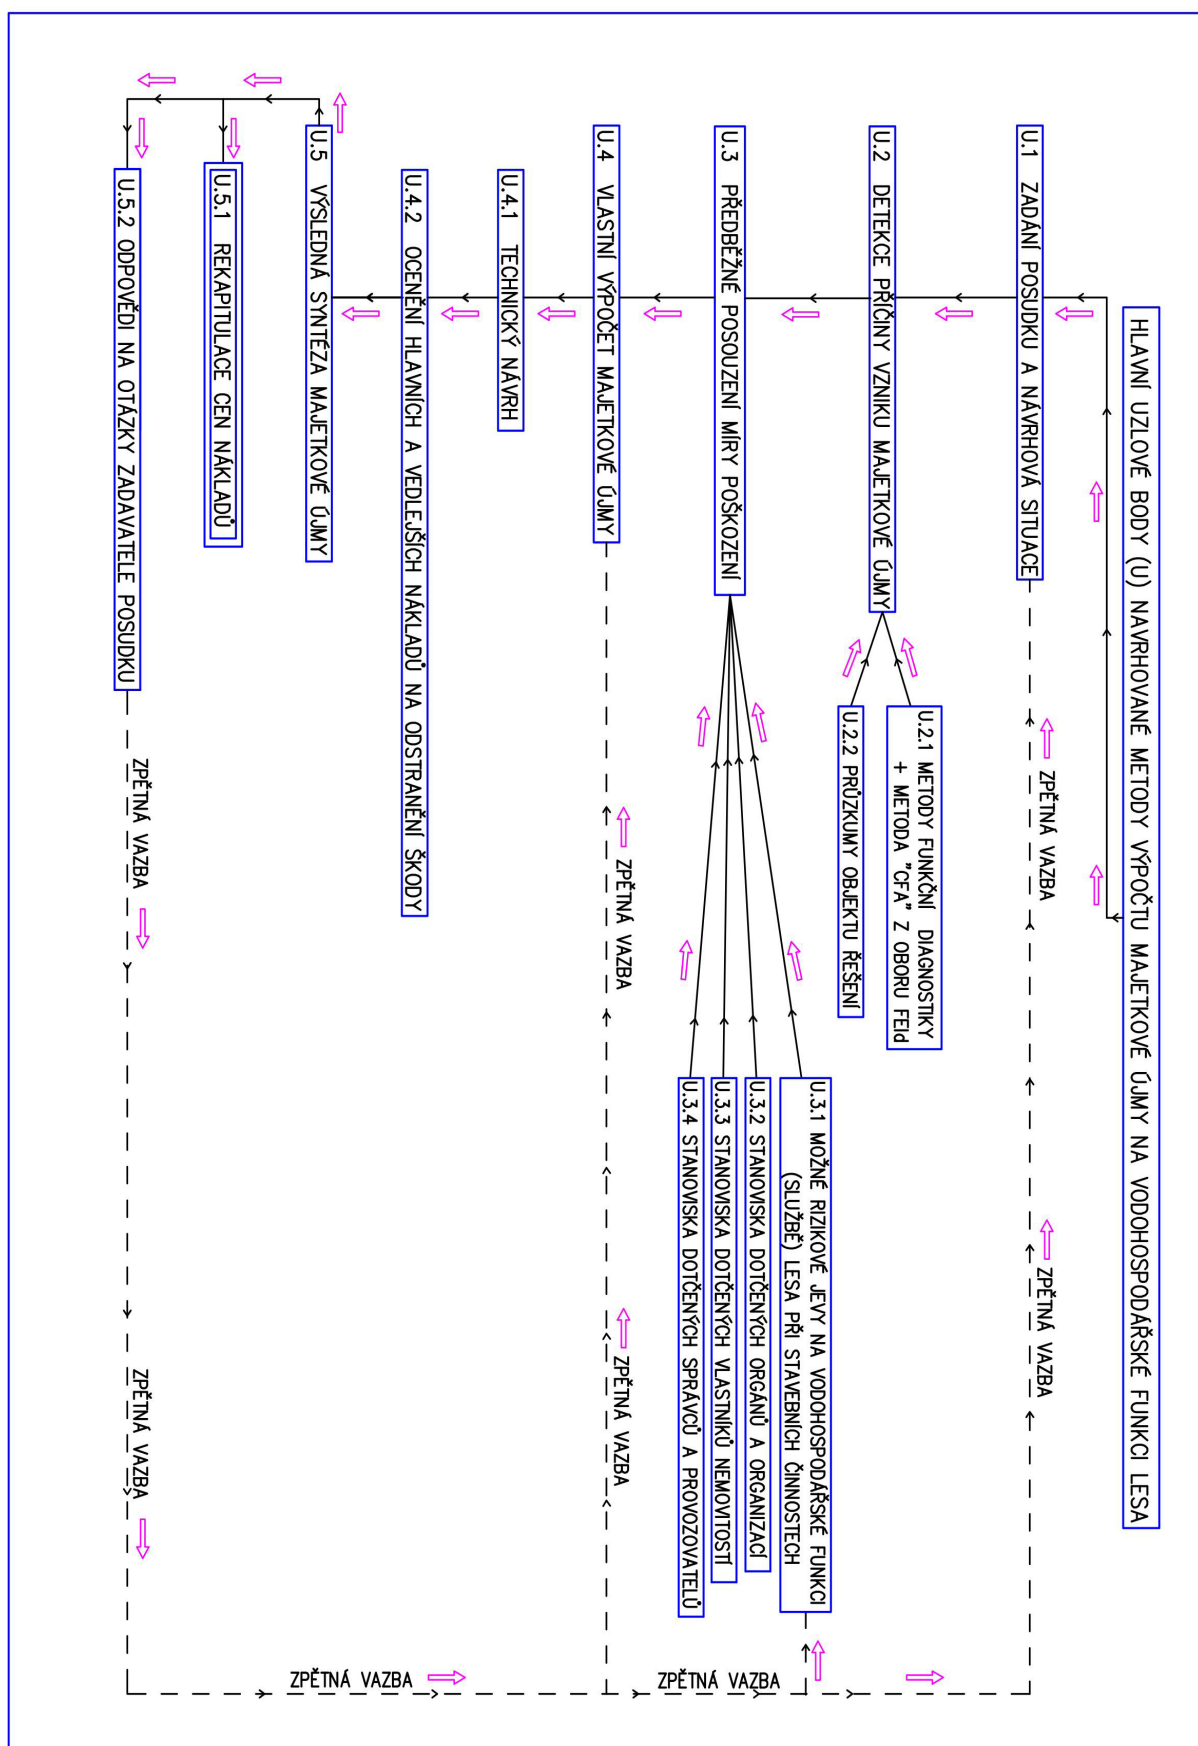 HLAVNÍ UZLOVÉ BODY (U) NAVRHOVANÉ METODY VÝPOČTU MAJETKOVÉ ÚJMY NA VODOHOSPODÁŘSKÉ FUNKCI LESA
U.1 ZADÁNÍ POSUDKU A NÁVRHOVÁ SITUACE
ZPĚTNÁ VAZBA
ZPĚTNÁ VAZBA
U.2 DETEKCE PŘÍČINY VZNIKU MAJETKOVÉ ÚJMY
U.2.1 METODY FUNKČNÍ DIAGNOSTIKY
+ METODA "CFA" Z OBORU FEld
U.2.2 PRŮZKUMY OBJEKTU ŘEŠENÍ
U.3 PŘEDBĚŽNÉ POSOUZENÍ MÍRY POŠKOZENÍ
U.3.1 MOŽNÉ RIZIKOVÉ JEVY NA VODOHOSPODÁŘSKÉ FUNKCI
(SLUŽBĚ) LESA PŘI STAVEBNÍCH ČINNOSTECH
U.3.2 STANOVISKA DOTČENÝCH ORGÁNŮ A ORGANIZACÍ
U.3.3 STANOVISKA DOTČENÝCH VLASTNÍKŮ NEMOVITOSTÍ
U.3.4 STANOVISKA DOTČENÝCH SPRÁVCŮ A PROVOZOVATELŮ
U.4 VLASTNÍ VÝPOČET MAJETKOVÉ ÚJMY
ZPĚTNÁ VAZBA
ZPĚTNÁ VAZBA
ZPĚTNÁ VAZBA
U.4.1 TECHNICKÝ NÁVRH
U.4.2 OCENĚNÍ HLAVNÍCH A VEDLEJŠÍCH NÁKLADŮ NA ODSTRANĚNÍ ŠKODY
U.5 VÝSLEDNÁ SYNTÉZA MAJETKOVÉ ÚJMY
ZPĚTNÁ VAZBA
U.5.1 REKAPITULACE CEN NÁKLADŮ
U.5.2 ODPOVĚDI NA OTÁZKY ZADAVATELE POSUDKU
ZPĚTNÁ VAZBA
ZPĚTNÁ VAZBA